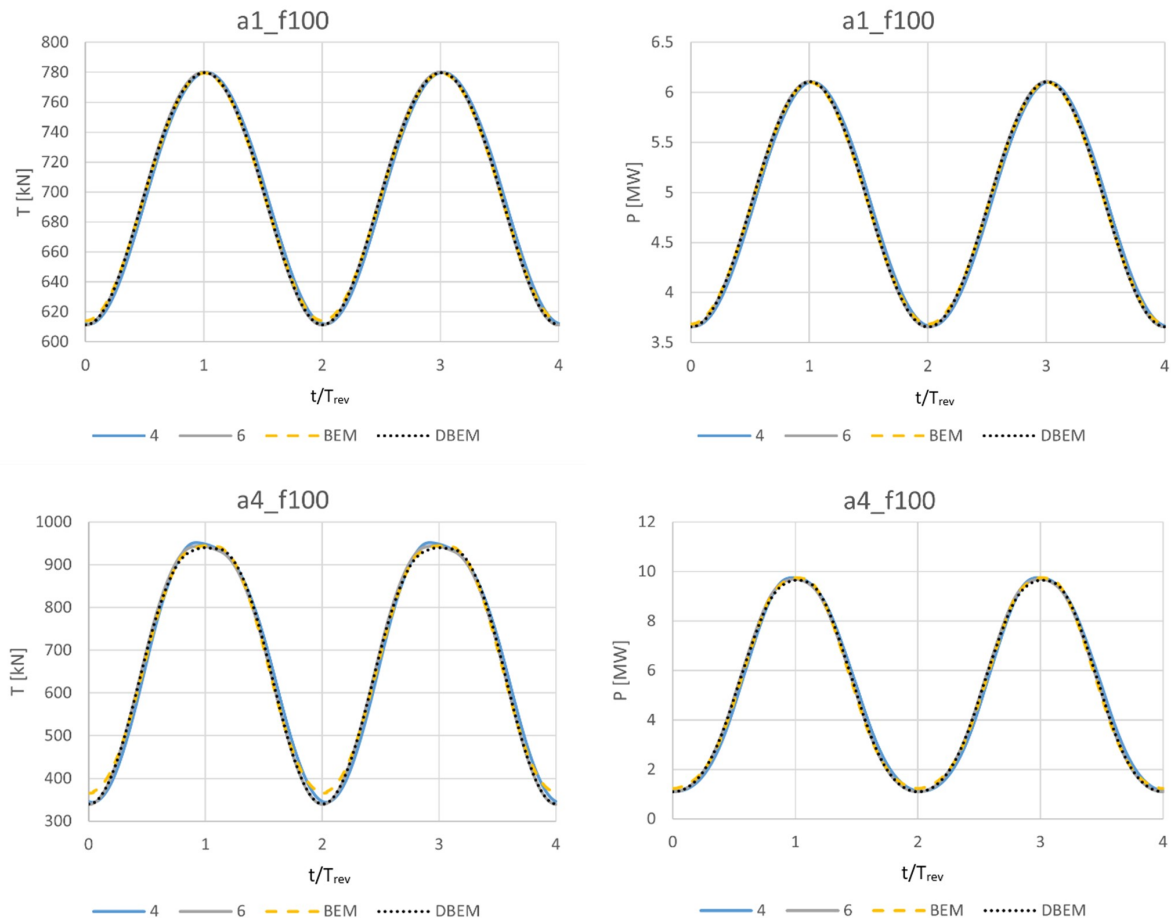 a1_f100
T [kN]
800
780
760
740
720
700
680
660
640
620
600
0 1 2 3 4
t/Trev
4 6 BEM DBEM
a1_f100
P [MW]
6.5
6
5.5
5
4.5
4
3.5
0 1 2 3 4
t/Trev
4 6 BEM DBEM
a4_f100
T [kN]
1000
900
800
700
600
500
400
300
0 1 2 3 4
t/Trev
4 6 BEM DBEM
a4_f100
P [MW]
12
10
8
6
4
2
0
0 1 2 3 4
t/Trev
4 6 BEM DBEM